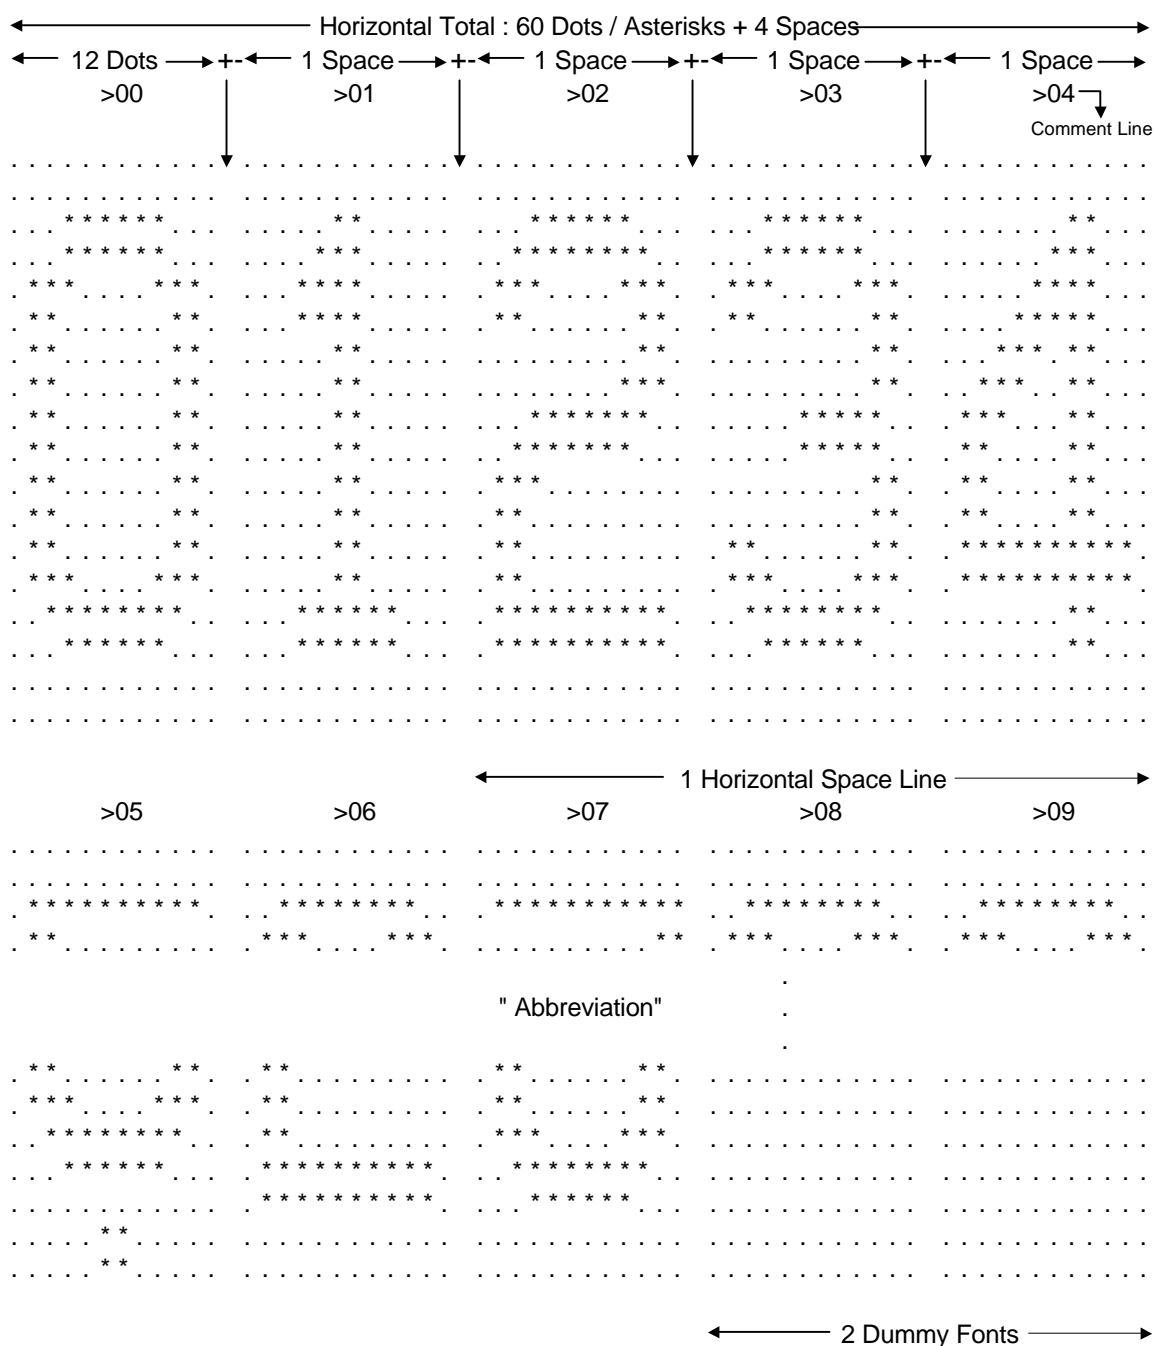 Horizontal Total : 60 Dots / Asterisks + 4 Spaces
12 Dots +- 1 Space +- 1 Space +- 1 Space +- 1 Space
>00 >01 >02 >03 >04
Comment Line
............ ............ ............ ............ ............
............ ............ ............ ............ ............
...******... .....**..... ...******... ...******... .......**...
...******... ....***..... ..********.. ...******... ......***...
.***....***. ...****..... .***....***. .***....***. .....****...
.**......**. ...****..... .**......**. .**......**. ....*****...
.**......**. .....**..... .........**. .........**. ...***.**...
.**......**. .....**..... ........***. .........**. ..***..**...
.**......**. .....**..... ...*******.. .....*****.. .***...**...
.**......**. .....**..... ..*******... .....*****.. .**....**...
.**......**. .....**..... .***........ .........**. .**....**...
.**......**. .....**..... .**......... .........**. .**....**...
.**......**. .....**..... .**......... .**......**. .**********.
.***....***. .....**..... .**......... .***....***. .**********.
..********.. ...******... .**********. ..********.. .......**...
...******... ...******... .**********. ...******... .......**...
............ ............ ............ ............ ............
............ ............ ............ ............ ............
1 Horizontal Space Line
>05 >06 >07 >08 >09
............ ............ ............ ............ ............
............ ............ ............ ............ ............
.**********. ..********.. .*********** ..********.. ..********..
.**......... .***....***. ..........** .***....***. .***....***.
.
" Abbreviation" .
.
.**......**. .**......... .**......**. ............ ............
.***....***. .**......... .**......**. ............ ............
..********.. .**......... .***....***. ............ ............
...******... .**********. ..********.. ............ ............
............ .**********. ...******... ............ ............
.....**..... ............ ............ ............ ............
.....**..... ............ ............ ............ ............
2 Dummy Fonts